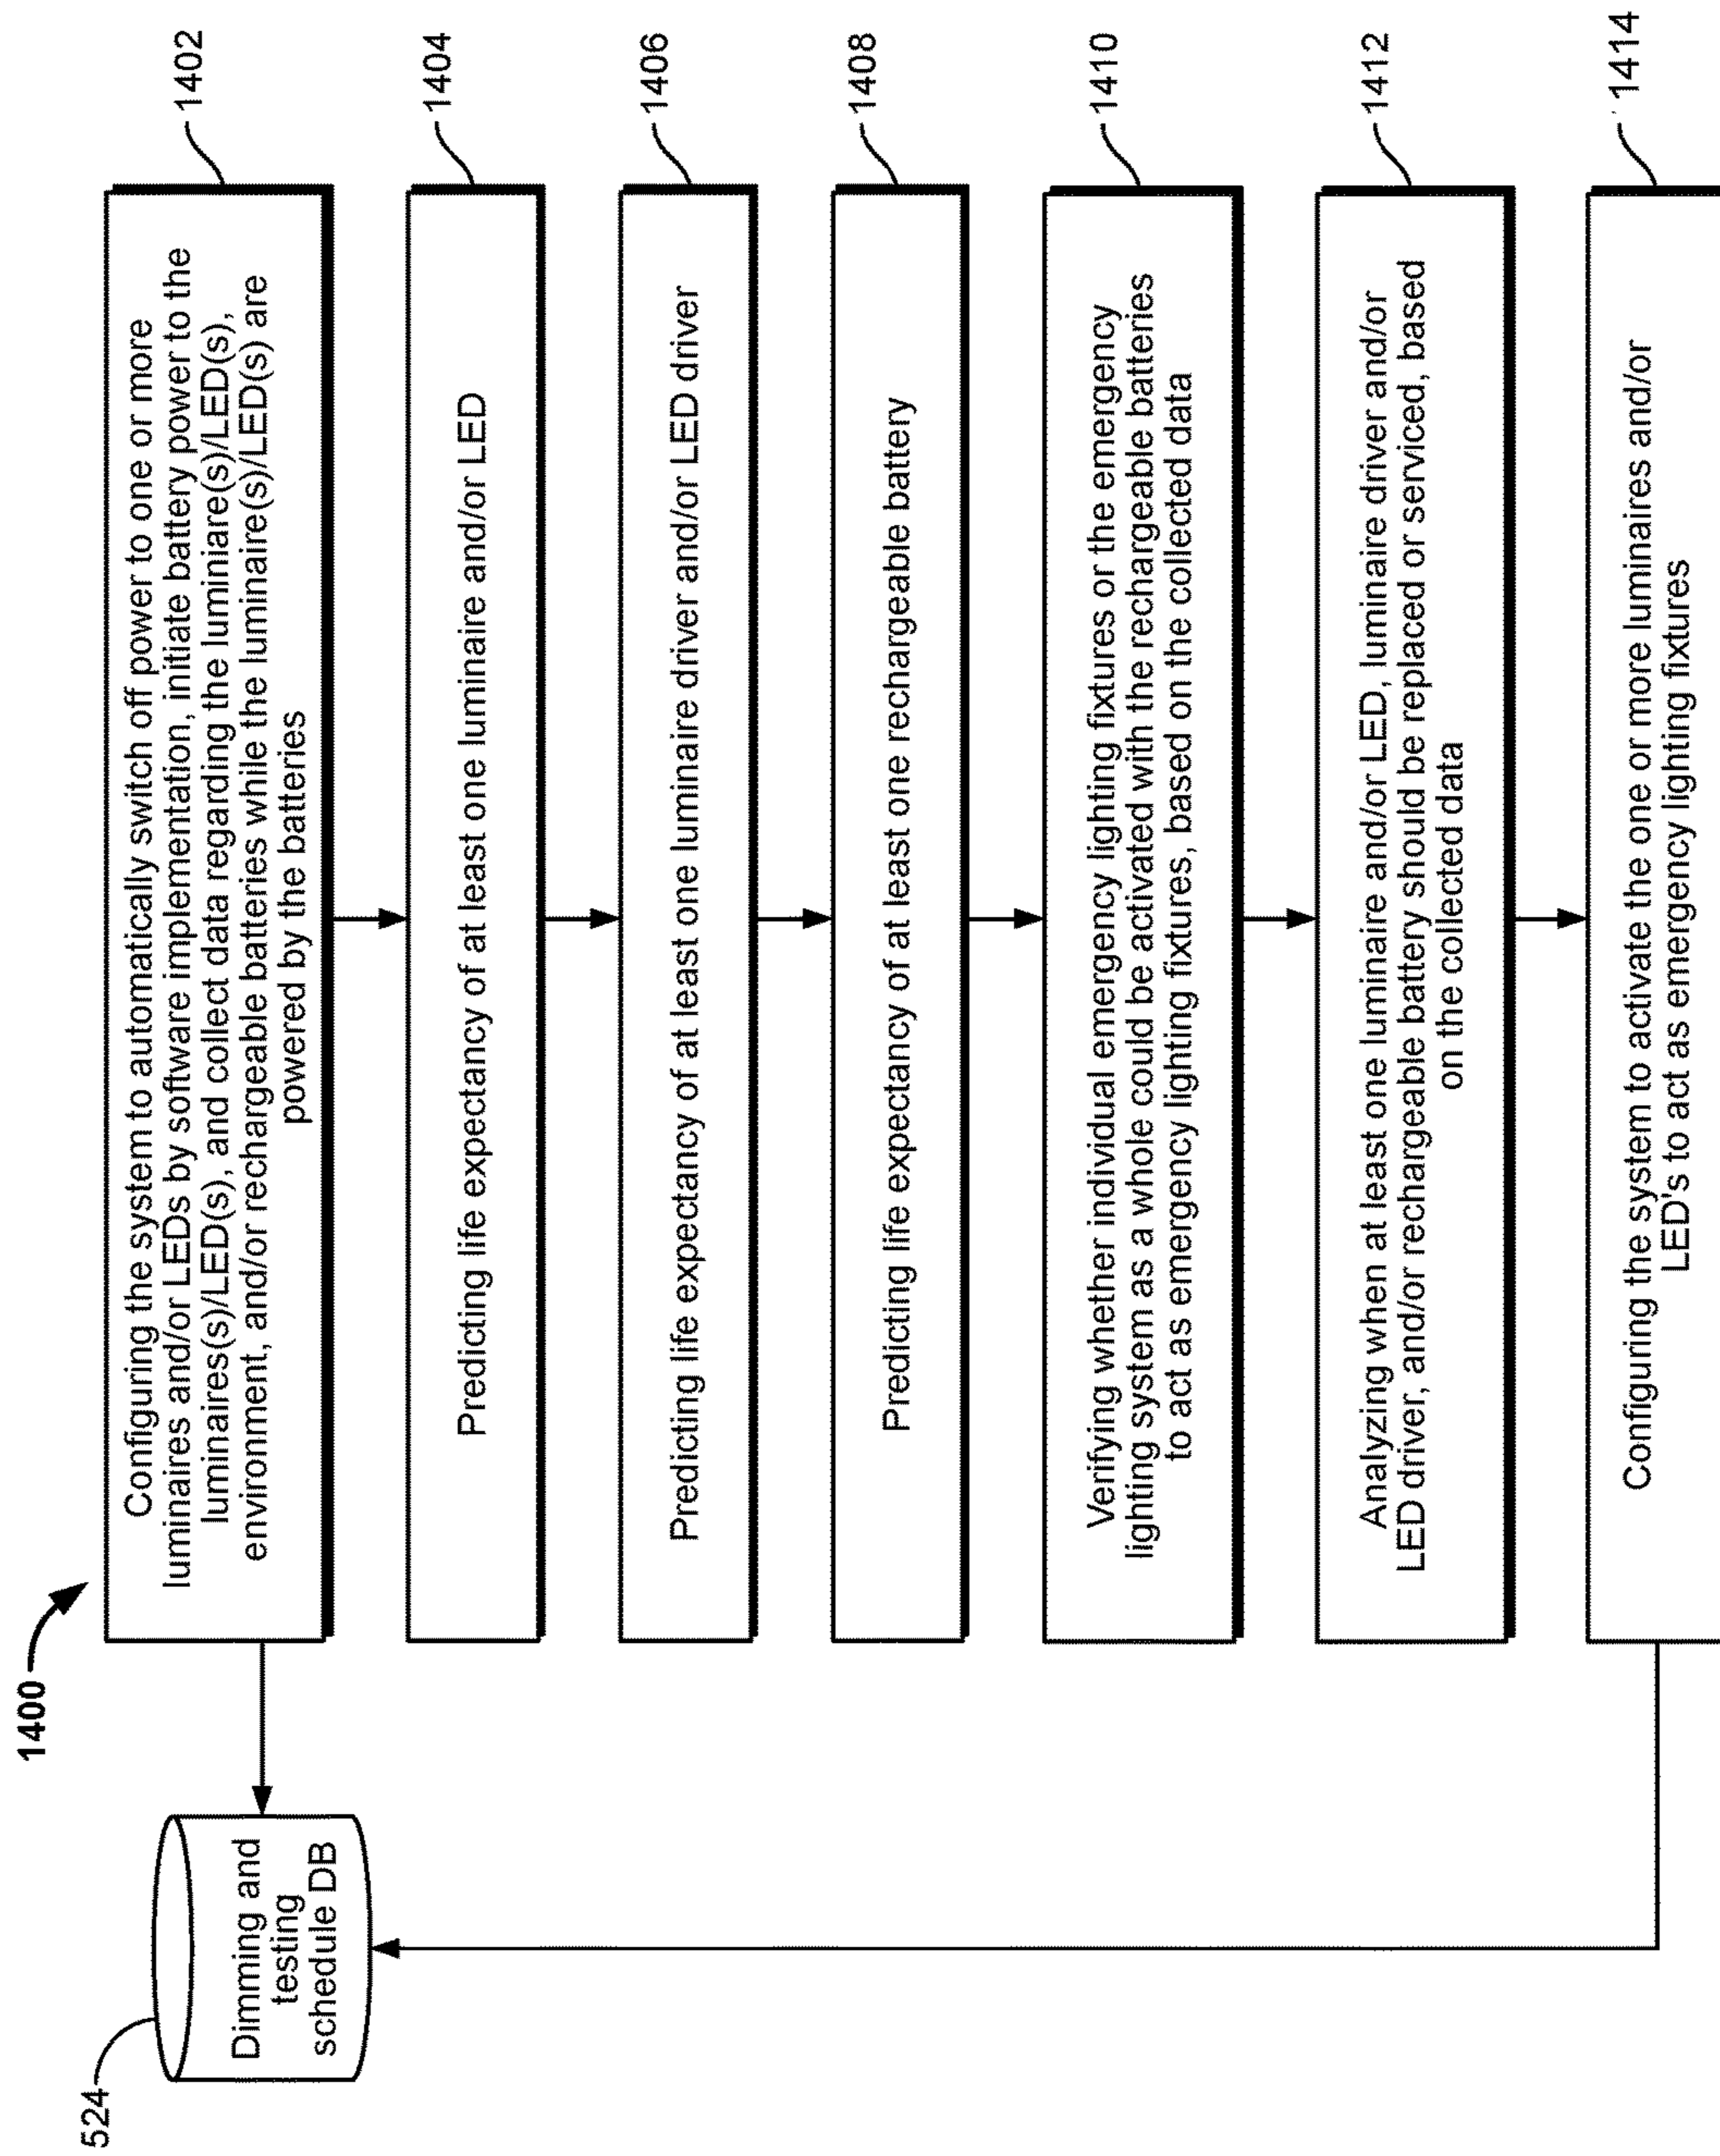 1400
524
Dimming and
testing
schedule DB
Configuring the system to automatically switch off power to one or more
luminaires and/or LEDs by software implementation, initiate battery power to the
luminaires(s)/LED(s), and collect data regarding the luminiare(s)/LED(s),
environment, and/or rechargeable batteries while the luminaire(s)/LED(s) are
powered by the batteries
1402
Predicting life expectancy of at least one luminaire and/or LED
1404
Predicting life expectancy of at least one luminaire driver and/or LED driver
1406
Predicting life expectancy of at least one rechargeable battery
1408
Verifying whether individual emergency lighting fixtures or the emergency
lighting system as a whole could be activated with the rechargeable batteries
to act as emergency lighting fixtures, based on the collected data
1410
Analyzing when at least one luminaire and/or LED, luminaire driver and/or
LED driver, and/or rechargeable battery should be replaced or serviced, based
on the collected data
1412
Configuring the system to activate the one or more luminaires and/or
LED's to act as emergency lighting fixtures
1414